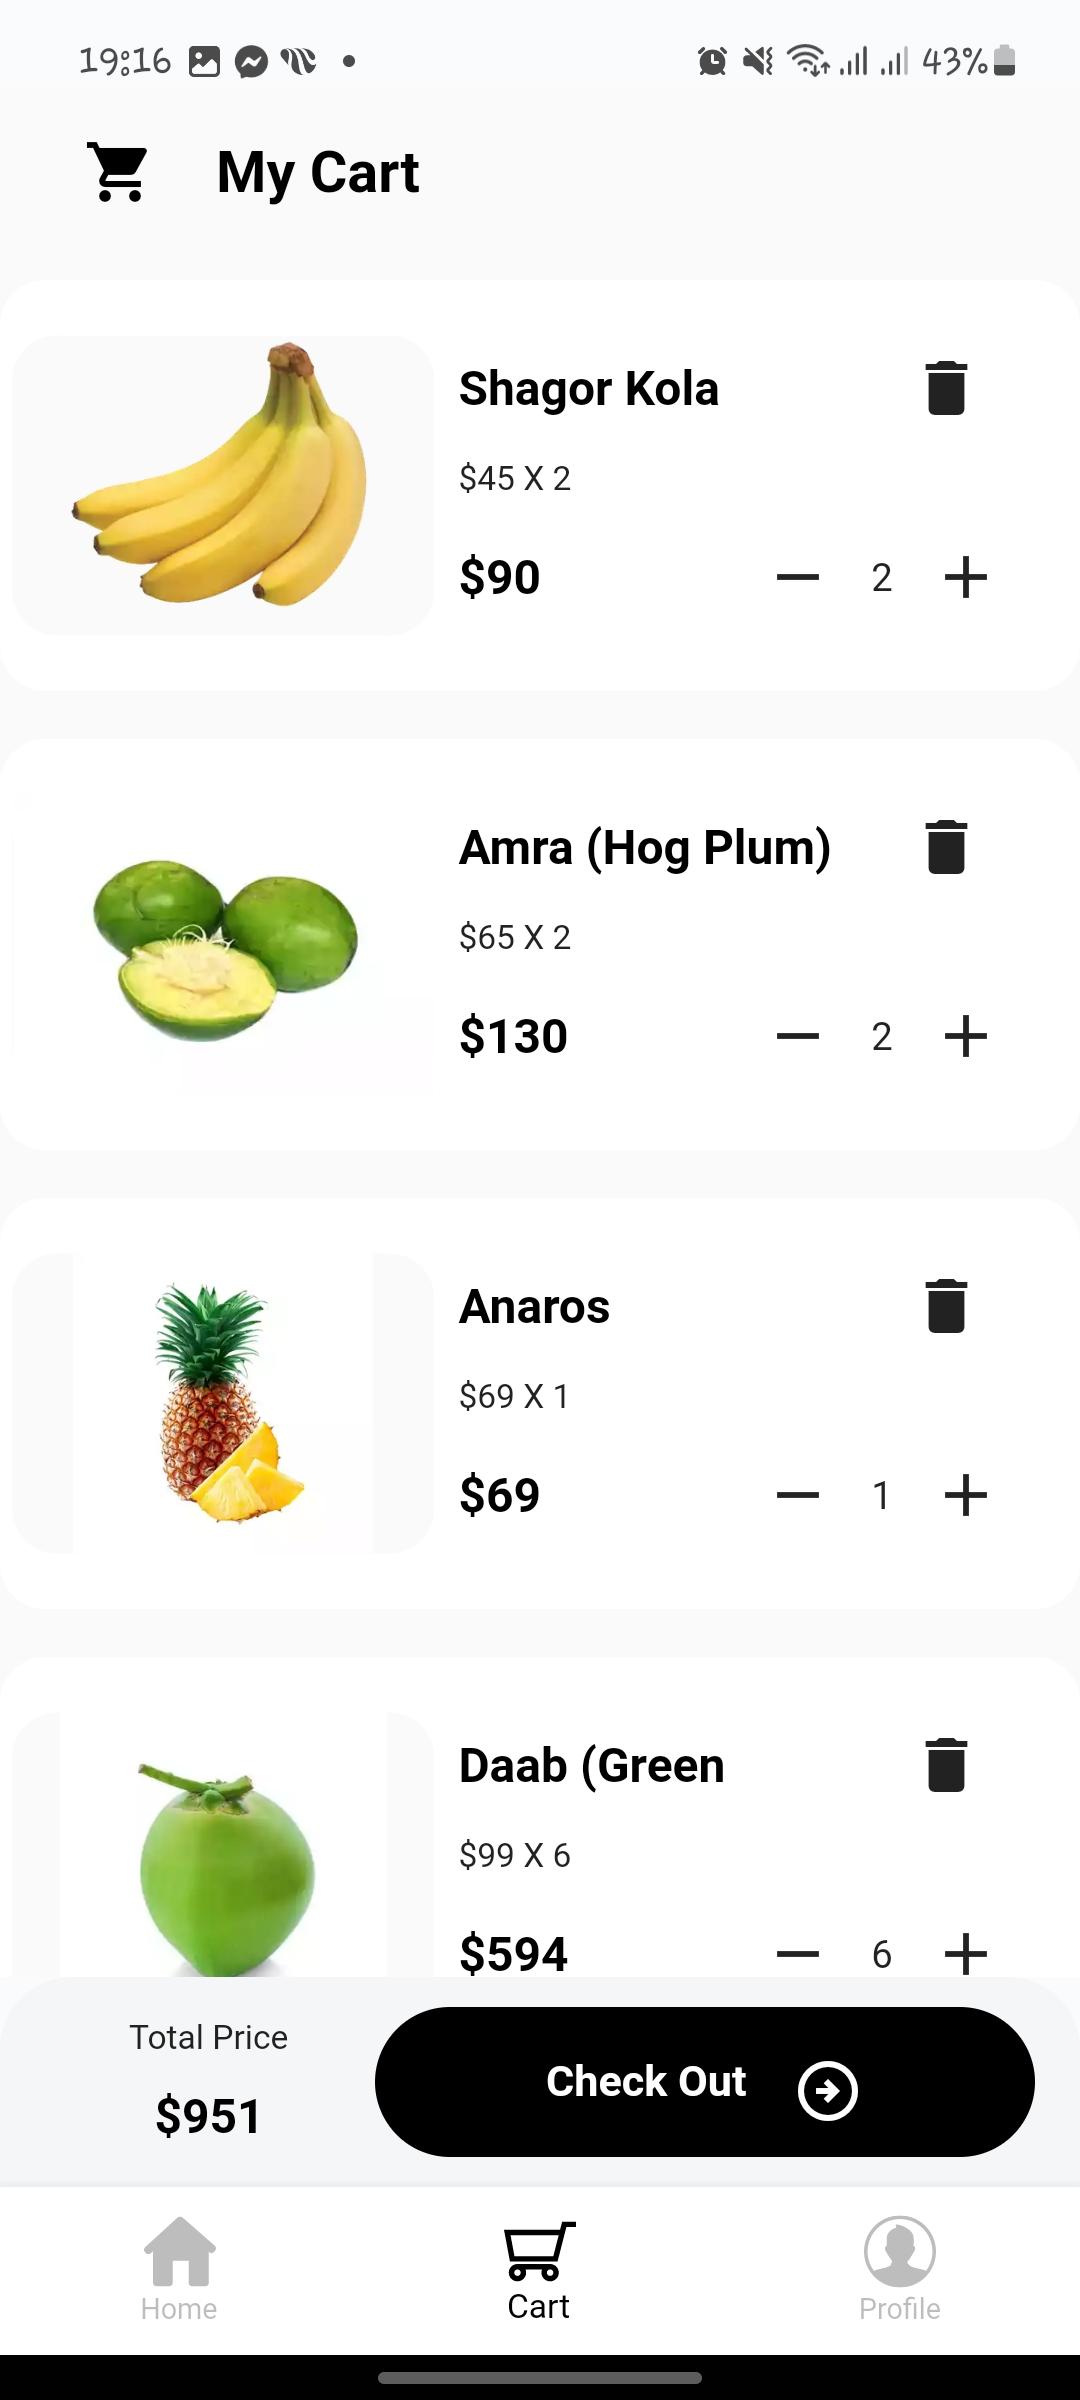 19:16
43%
My Cart
Shagor Kola
$45 X 2
$90
2
Amra (Hog Plum)
$65 X 2
$130
2
Anaros
$69 X 1
$69
1
Daab (Green
$99 X 6
$594
6
Total Price
$951
Check Out
Home
Cart
Profile